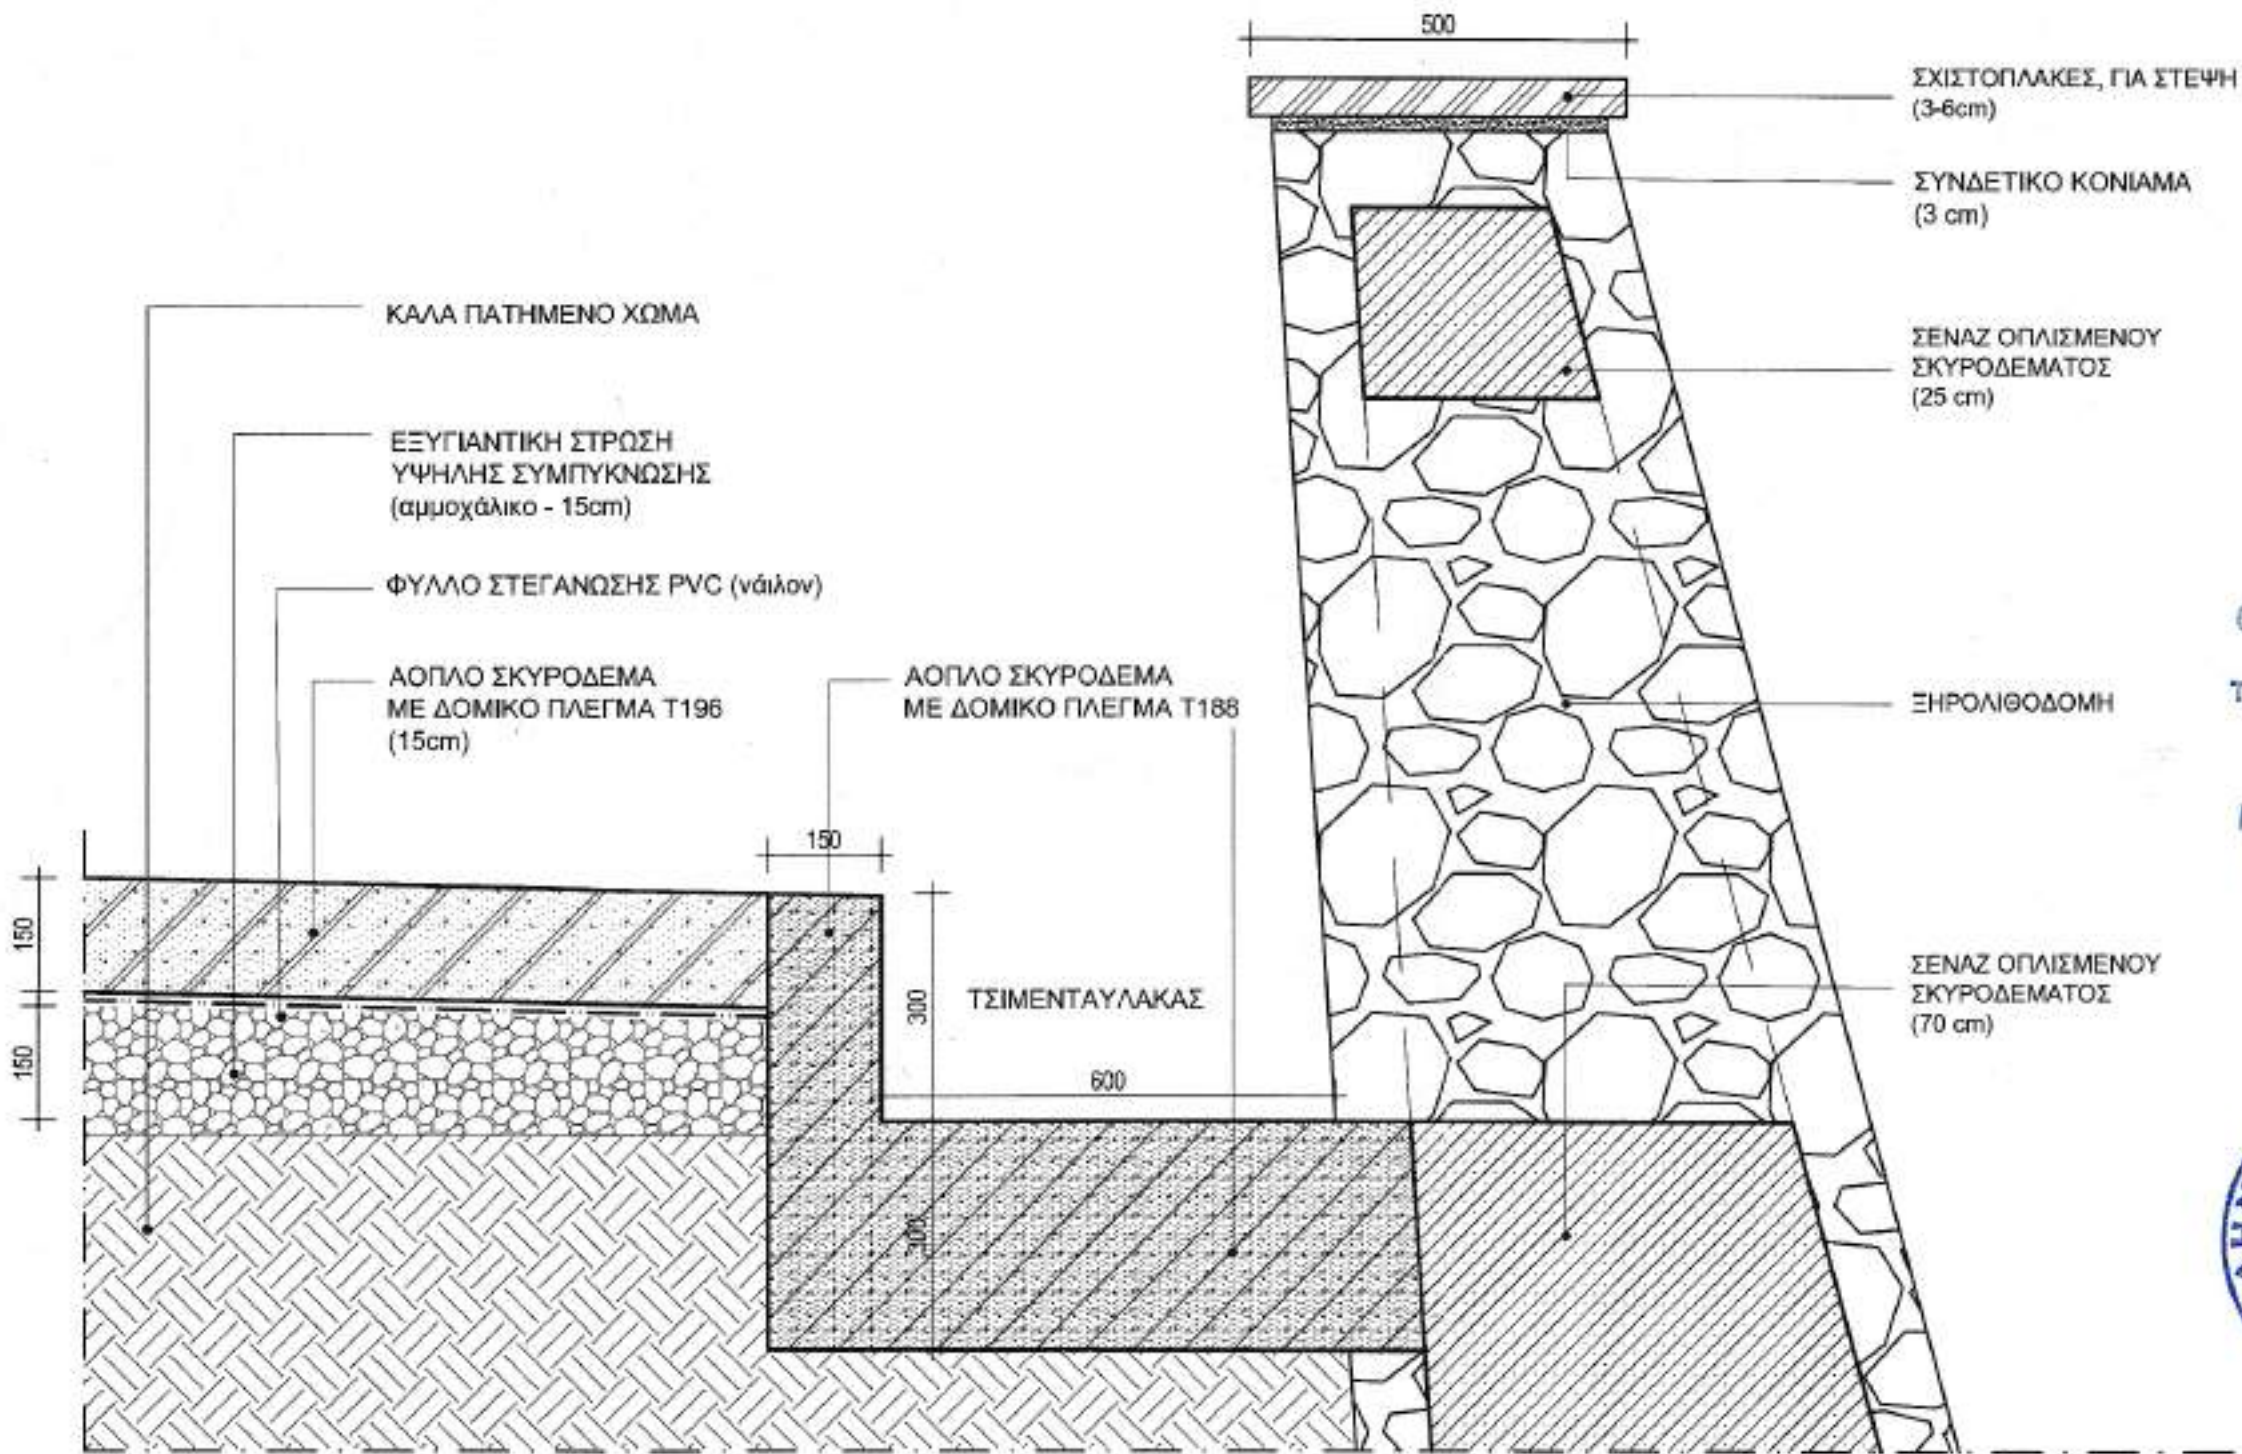 500
ΣΧΙΣΤΟΠΛΑΚΕΣ, ΓΙΑ ΣΤΕΨΗ
(3-6cm)
ΣΥΝΔΕΤΙΚΟ ΚΟΝΙΑΜΑ
(3 cm)
ΚΑΛΑ ΠΑΤΗΜΕΝΟ ΧΩΜΑ
ΣΕΝΑΖ ΟΠΛΙΣΜΕΝΟΥ
ΣΚΥΡΟΔΕΜΑΤΟΣ
(25 cm)
ΕΞΥΓΙΑΝΤΙΚΗ ΣΤΡΩΣΗ
ΥΨΗΛΗΣ ΣΥΜΠΥΚΝΩΣΗΣ
(αμμοχάλικο - 15cm)
ΦΥΛΛΟ ΣΤΕΓΑΝΩΣΗΣ PVC (νάιλον)
ΑΟΠΛΟ ΣΚΥΡΟΔΕΜΑ
ΜΕ ΔΟΜΙΚΟ ΠΛΕΓΜΑ Τ196
(15cm)
ΑΟΠΛΟ ΣΚΥΡΟΔΕΜΑ
ΜΕ ΔΟΜΙΚΟ ΠΛΕΓΜΑ Τ188
ΞΗΡΟΛΙΘΟΔΟΜΗ
150
150
300
ΤΣΙΜΕΝΤΑΥΛΑΚΑΣ
ΣΕΝΑΖ ΟΠΛΙΣΜΕΝΟΥ
ΣΚΥΡΟΔΕΜΑΤΟΣ
(70 cm)
150
600
300